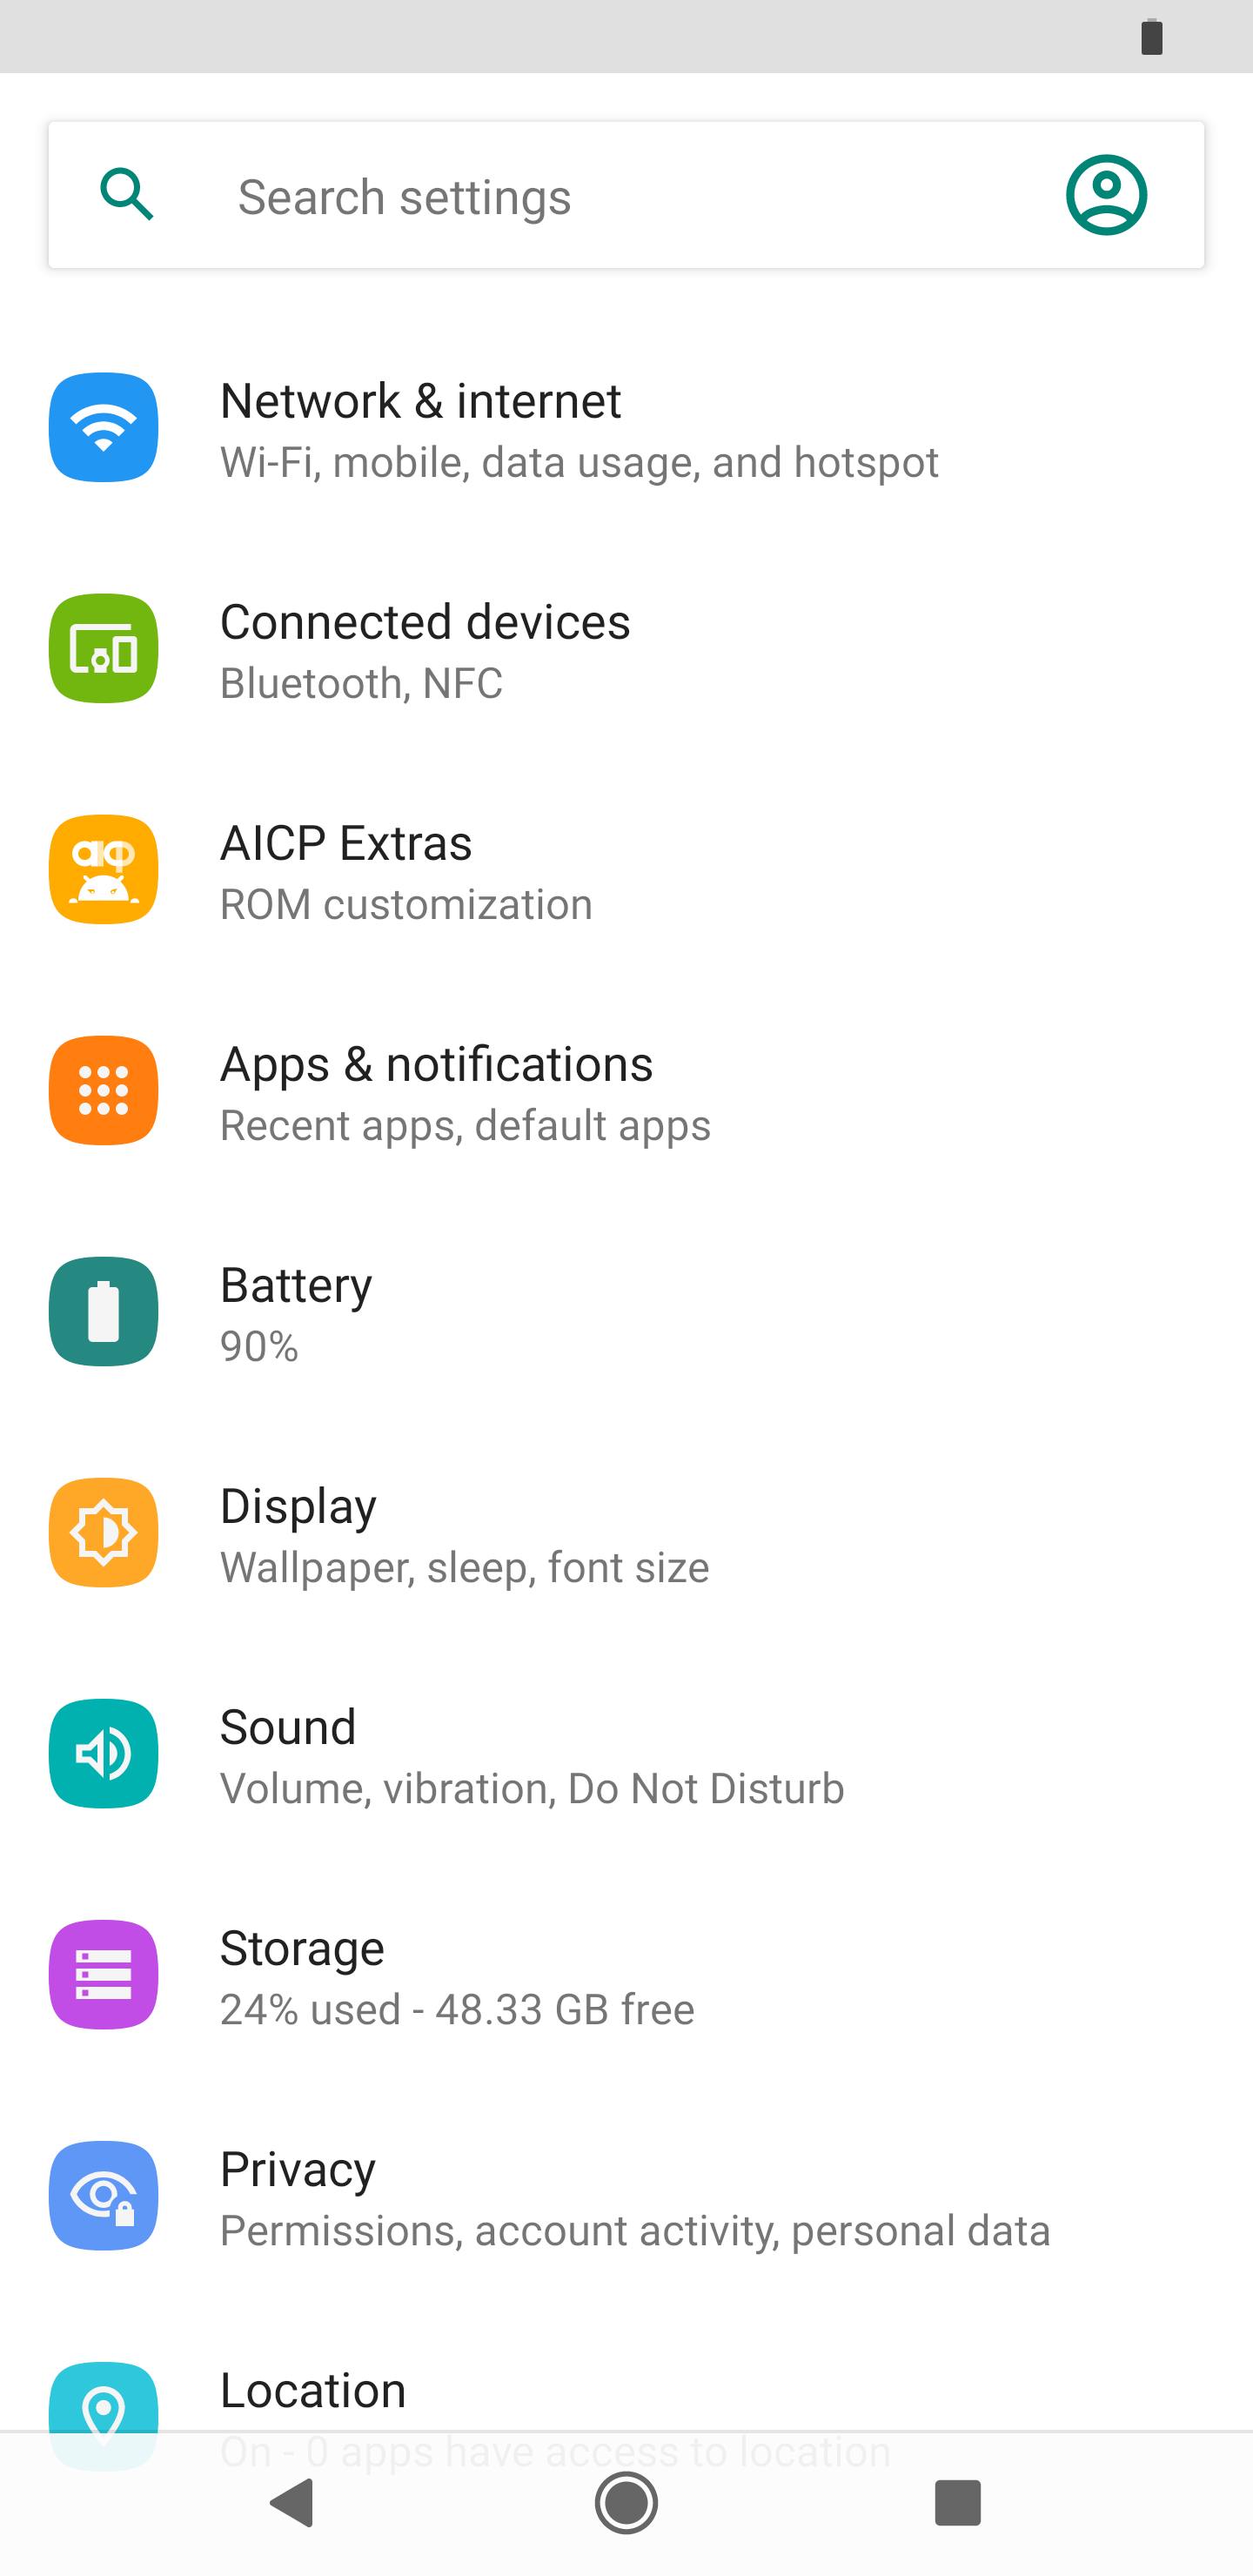 Search settings
Network & internet
Wi-Fi, mobile, data usage, and hotspot
Connected devices
Bluetooth, NFC
AICP Extras
ROM customization
Apps & notifications
Recent apps, default apps
Battery
90%
Display
Wallpaper, sleep, font size
Sound
Volume, vibration, Do Not Disturb
Storage
24% used - 48.33 GB free
Privacy
Permissions, account activity, personal data
Location
On - 0 apps have access to location